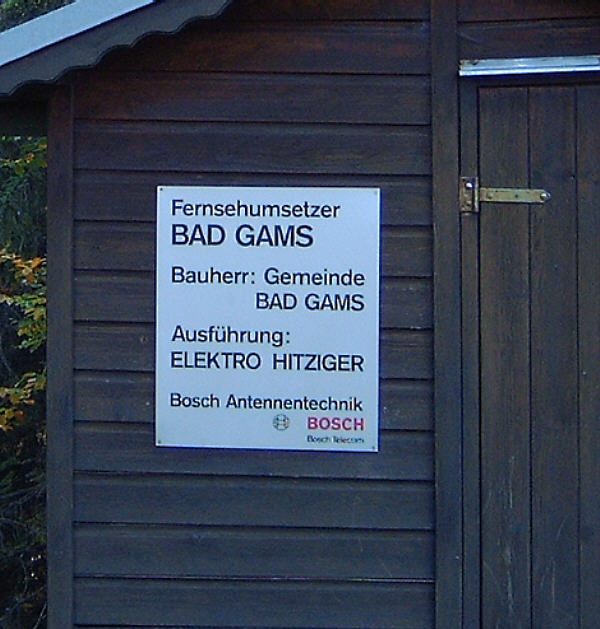 Fernsehumsetzer
BAD GAMS
Bauherr: Gemeinde
BAD GAMS
Ausführung:
ELEKTRO HITZIGER
Bosch Antennentechnik
BOSCH
Bosch Telecom